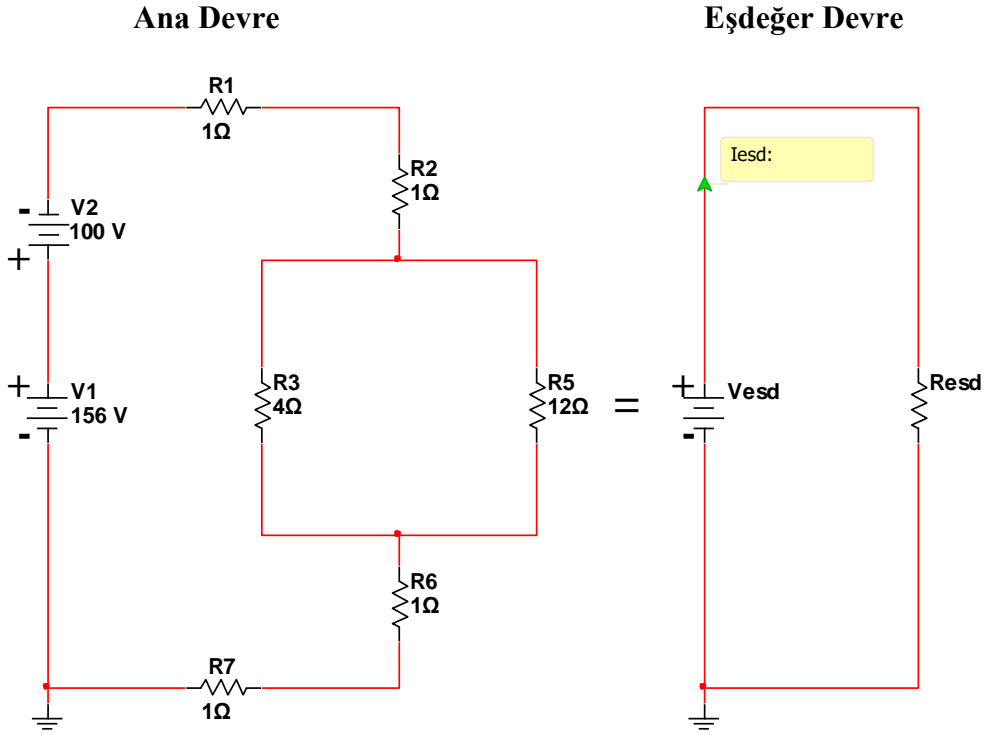 Ana Devre
Eşdeğer Devre
R1
1Ω
R2
1Ω
Iesd:
-
V2
100 V
+
+
V1
156 V
-
R3
4Ω
R5
12Ω
=
+
Vesd
-
Resd
R6
1Ω
R7
1Ω